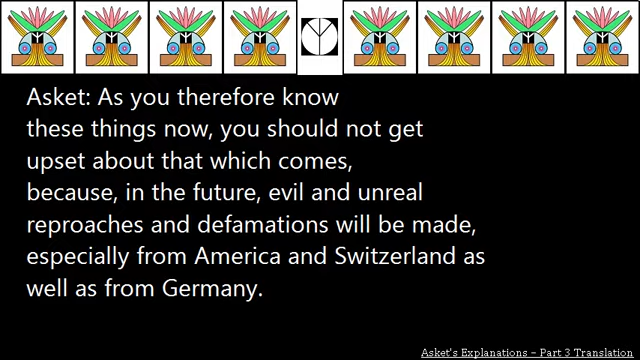 Asket: As you therefore know
these things now, you should not get
upset about that which comes,
because, in the future, evil and unreal
reproaches and defamations will be made,
especially from America and Switzerland as
well as from Germany.
Asket's Explanations – Part 3 Translation